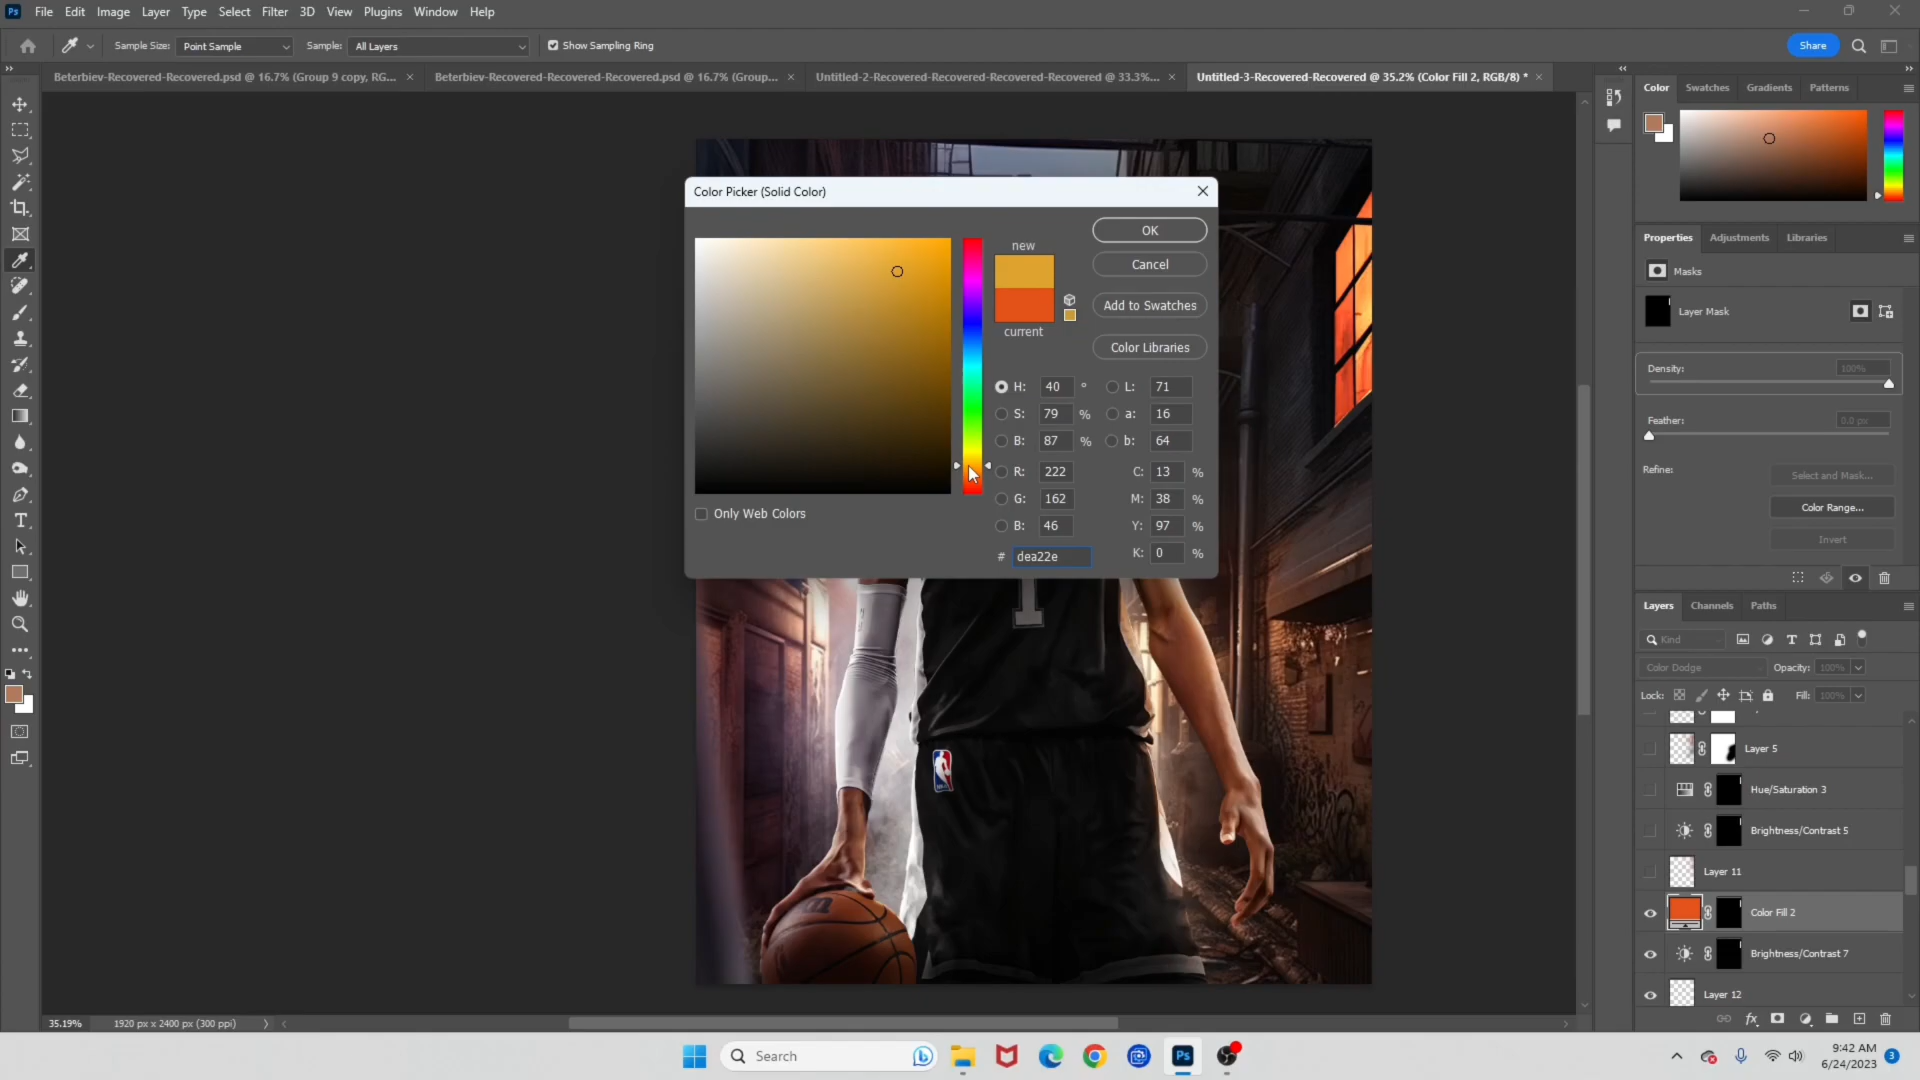 Ps File Edit Image Layer Type Select Filter 3D View Plugins Window Help
Sample Size: Point Sample Sample: All Layers Show Sampling Ring Share
Beterbiev-Recovered-Recovered.psd @ 16.7% (Group 9 copy, RG... × Beterbiev-Recovered-Recovered-Recovered.psd @ 16.7% (Group... × Untitled-2-Recovered-Recovered-Recovered-Recovered @ 33.3%... × Untitled-3-Recovered-Recovered @ 35.2% (Color Fill 2, RGB/8) * ×
Color Swatches Gradients Patterns
Color Picker (Solid Color)
OK
new
Cancel
Add to Swatches
current
Color Libraries
H: 40 ° L: 71
S: 79 % a: 16
B: 87 % b: 64
R: 222 C: 13 %
G: 162 M: 38 %
B: 46 Y: 97 %
# dea22e K: 0 %
Only Web Colors
Properties Adjustments Libraries
Masks
Layer Mask
Density: 100%
Feather: 0.0 px
Refine: Select and Mask...
Color Range...
Invert
Layers Channels Paths
Kind
Color Dodge Opacity: 100%
Lock: Fill: 100%
Layer 5
Hue/Saturation 3
Brightness/Contrast 5
Layer 11
Color Fill 2
Brightness/Contrast 7
Layer 12
fx
1
35.19% 1920 px x 2400 px (300 ppi)
Search
Ps
9:42 AM
6/24/2023
3